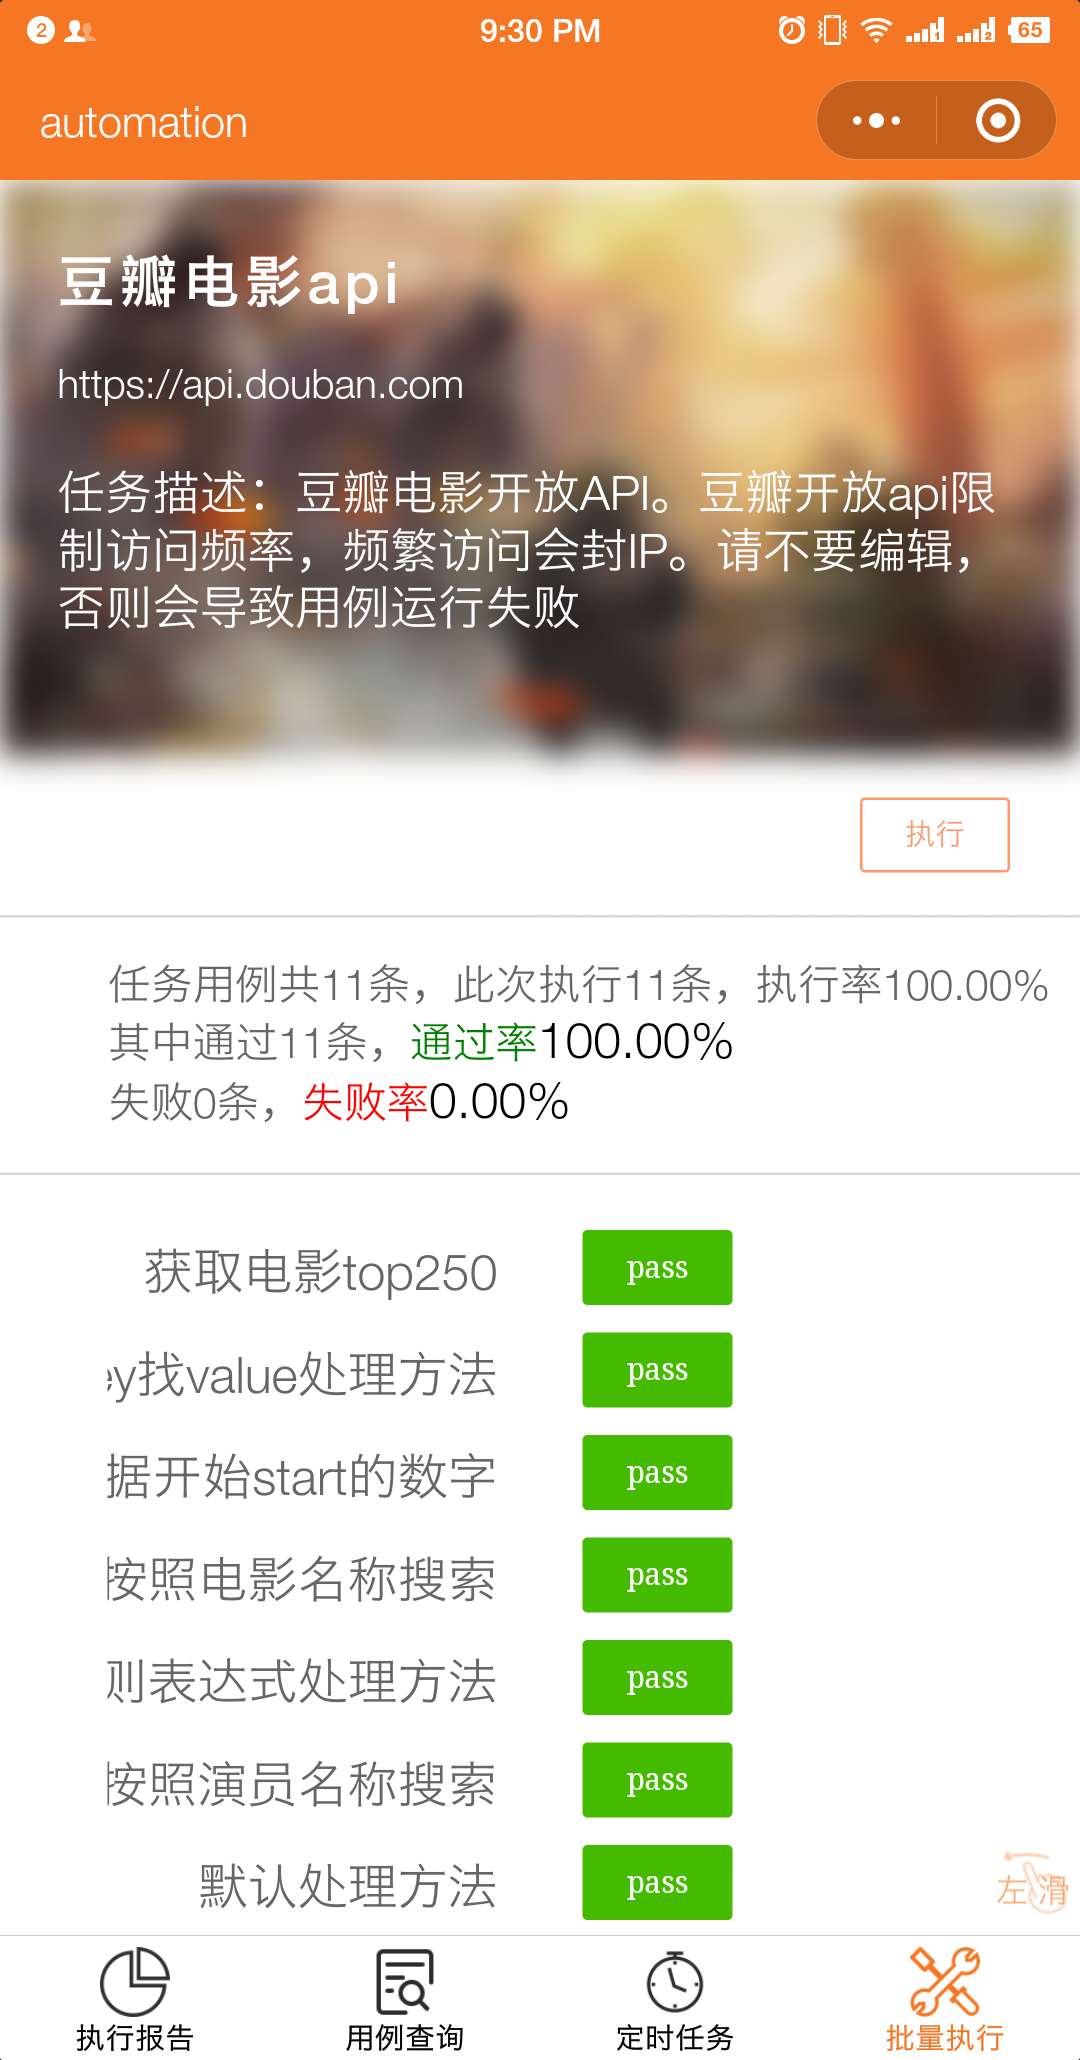 2
9:30 PM
1
2
65
automation
豆瓣电影api
https://api.douban.com
任务描述：豆瓣电影开放API。豆瓣开放api限
制访问频率，频繁访问会封IP。请不要编辑，
否则会导致用例运行失败
执行
任务用例共11条，此次执行11条，执行率100.00%
其中通过11条，通过率100.00%
失败0条，失败率0.00%
获取电影top250 pass
y找value处理方法 pass
据开始start的数字 pass
按照电影名称搜索 pass
则表达式处理方法 pass
按照演员名称搜索 pass
默认处理方法 pass
左滑
执行报告 用例查询 定时任务 批量执行